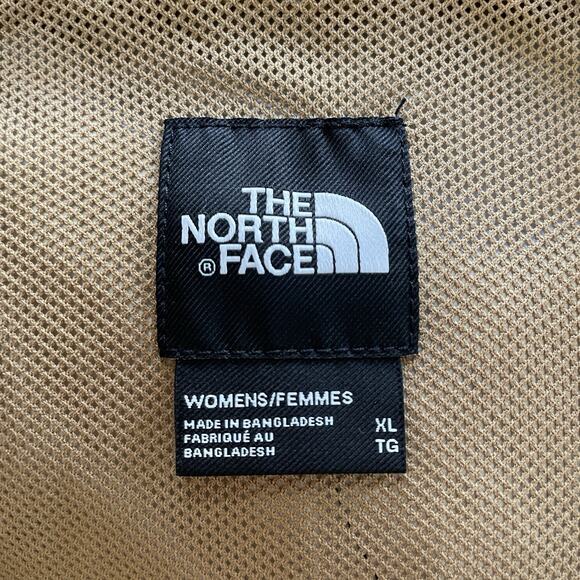 THE
NORTH
® FACE
WOMENS/FEMMES
MADE IN BANGLADESH
FABRIQUÉ AU
BANGLADESH
XL
TG